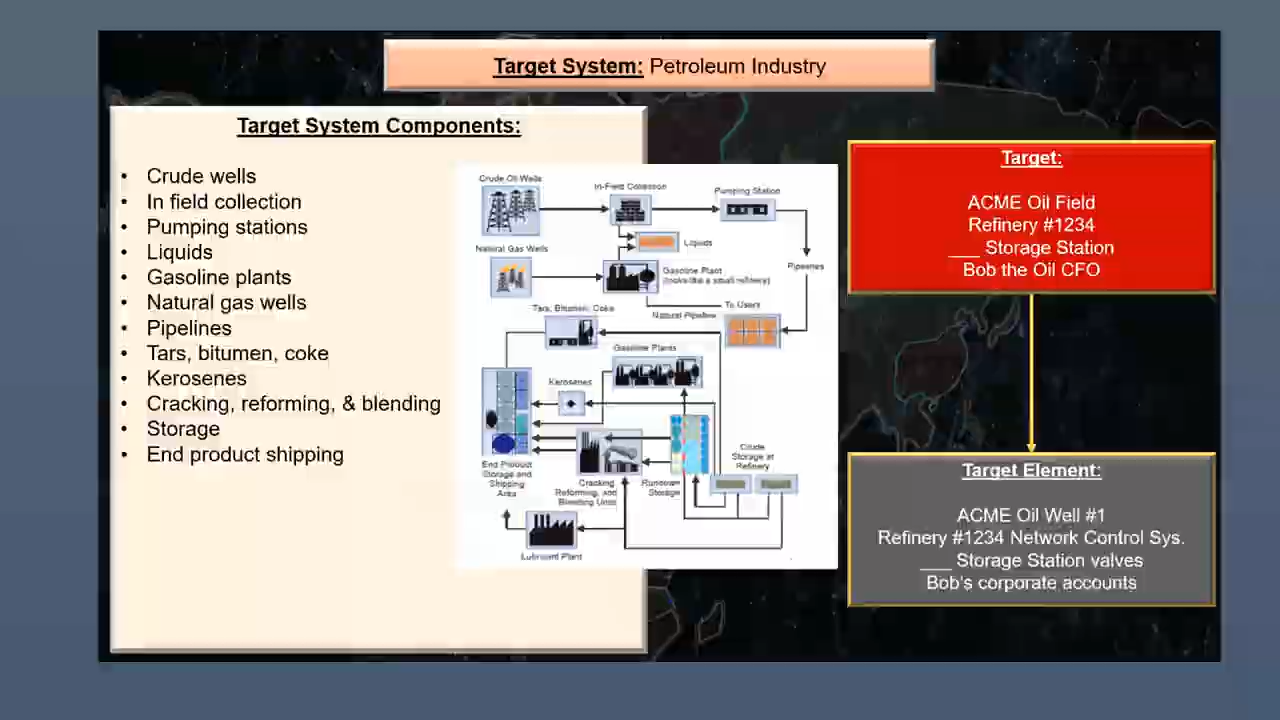 Target System: Petroleum Industry
Target System Components:
• Crude wells
• In field collection
• Pumping stations
• Liquids
• Gasoline plants
• Natural gas wells
• Pipelines
• Tars, bitumen, coke
• Kerosenes
• Cracking, reforming, & blending
• Storage
• End product shipping
Crude Oil Wells
In-Field Collection
Pumping Station
Liquids
Natural Gas Wells
Gasoline Plant
(looks like a small refinery)
Pipelines
To Users
Natural Pipeline
Tars, Bitumen, Coke
Gasoline Plants
Kerosenes
Crude
Storage at
Refinery
End Product
Storage and
Shipping
Area
Cracking
Reforming, and
Blending Units
Rundown
Storage
Lubricant Plant
Target:
ACME Oil Field
Refinery #1234
___ Storage Station
Bob the Oil CFO
Target Element:
ACME Oil Well #1
Refinery #1234 Network Control Sys.
___ Storage Station valves
Bob's corporate accounts